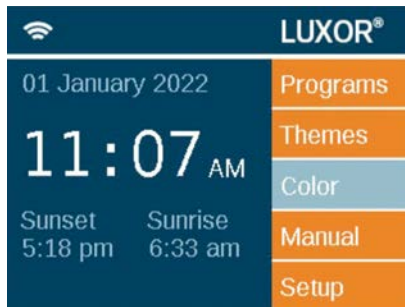 LUXOR®
01 January 2022
11:07 AM
Sunset Sunrise
5:18 pm 6:33 am
Programs
Themes
Color
Manual
Setup